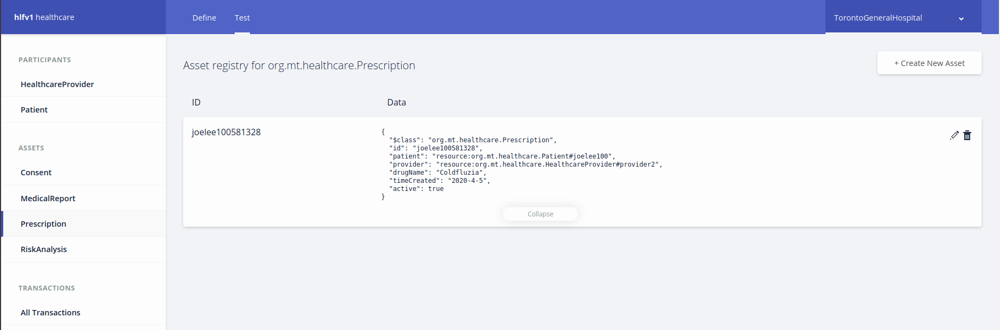 hlfv1 healthcare
Define
Test
TorontoGeneralHospital
PARTICIPANTS
HealthcareProvider
Patient
ASSETS
Consent
MedicalReport
Prescription
RiskAnalysis
TRANSACTIONS
All Transactions
Asset registry for org.mt.healthcare.Prescription
+ Create New Asset
ID
Data
joelee100581328
{
"$class": "org.mt.healthcare.Prescription",
"id": "joelee100581328",
"patient": "resource:org.mt.healthcare.Patient#joelee100",
"provider": "resource:org.mt.healthcare.HealthcareProvider#provider2",
"drugName": "Coldfluzia",
"timeCreated": "2020-4-5",
"active": true
}
Collapse